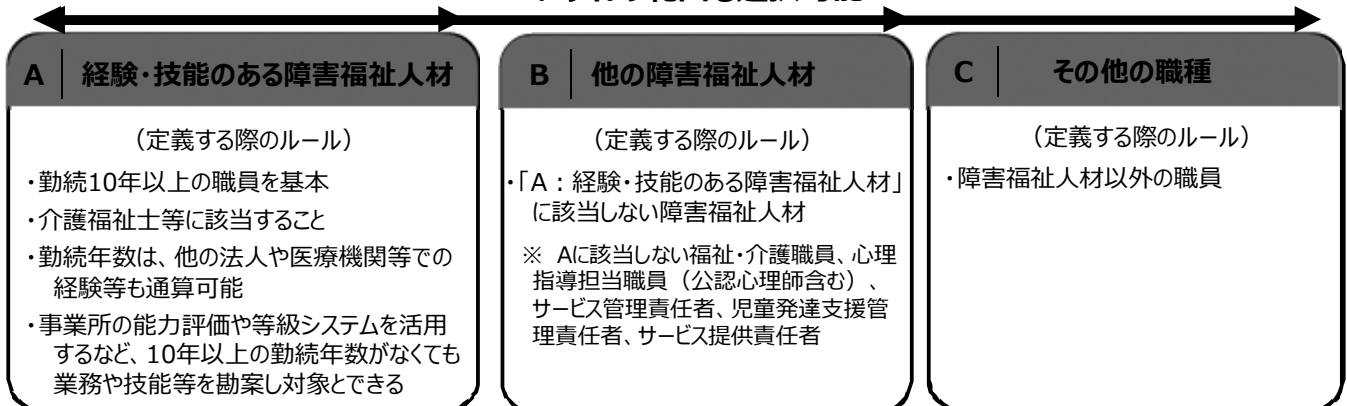 A 経験・技能のある障害福祉人材
（定義する際のルール）
・勤続10年以上の職員を基本
・介護福祉士等に該当すること
・勤続年数は、他の法人や医療機関等での
経験等も通算可能
・事業所の能力評価や等級システムを活用
するなど、10年以上の勤続年数がなくても
業務や技能等を勘案し対象とできる
B 他の障害福祉人材
（定義する際のルール）
・「A：経験・技能のある障害福祉人材」
に該当しない障害福祉人材
※ Aに該当しない福祉・介護職員、心理
指導担当職員（公認心理師含む）、
サービス管理責任者、児童発達支援管
理責任者、サービス提供責任者
C その他の職種
（定義する際のルール）
・障害福祉人材以外の職員